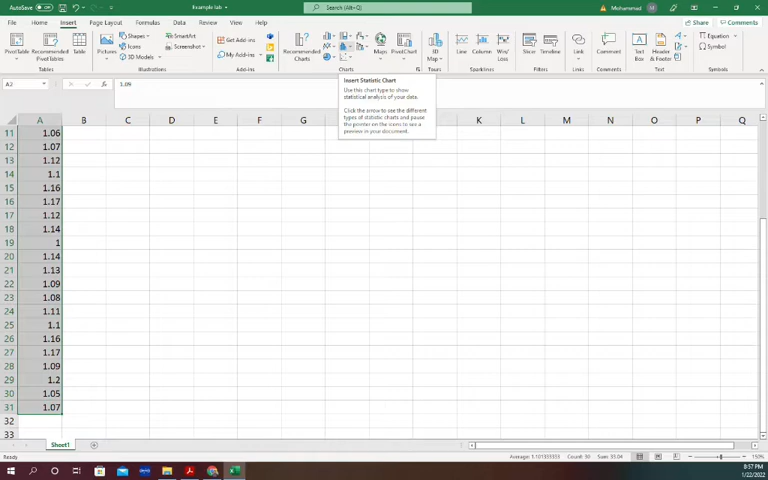 AutoSave Off Example lab Search (Alt+Q) Mohammad M
File Home Insert Page Layout Formulas Data Review View Help Share Comments
PivotTable Recommended PivotTables Table Pictures Shapes Icons 3D Models SmartArt Screenshot Get Add-ins My Add-ins Recommended Charts Maps PivotChart 3D Map Line Column Win/Loss Slicer Timeline Link Comment Text Box Header & Footer Equation Symbol
Tables Illustrations Add-ins Charts Tours Sparklines Filters Links Comments Text Symbols
A2 fx 1.09
Insert Statistic Chart
Use this chart type to show
statistical analysis of your data.
Click the arrow to see the different
types of statistic charts and pause
the pointer on the icons to see a
preview in your document.
A B C D E F G H I J K L M N O P Q
11 1.06
12 1.07
13 1.12
14 1.1
15 1.16
16 1.17
17 1.12
18 1.14
19 1
20 1.14
21 1.13
22 1.09
23 1.08
24 1.11
25 1.1
26 1.16
27 1.17
28 1.09
29 1.2
30 1.05
31 1.07
32
33
Sheet1
Ready Average: 1.101333333 Count: 30 Sum: 33.04 150%
8:57 PM
1/22/2022